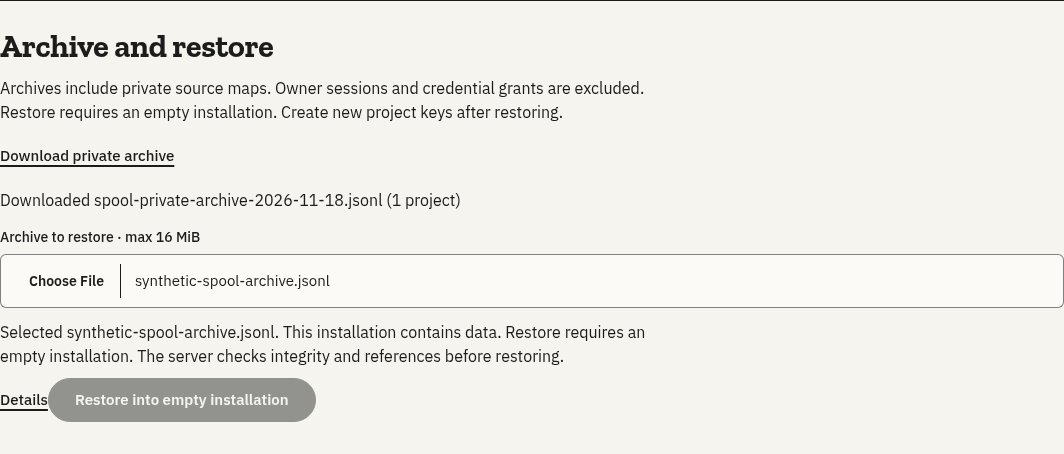 Archive and restore
Archives include private source maps. Owner sessions and credential grants are excluded.
Restore requires an empty installation. Create new project keys after restoring.
Download private archive
Downloaded spool-private-archive-2026-11-18.jsonl (1 project)
Archive to restore · max 16 MiB
Choose File synthetic-spool-archive.jsonl
Selected synthetic-spool-archive.jsonl. This installation contains data. Restore requires an
empty installation. The server checks integrity and references before restoring.
Details Restore into empty installation